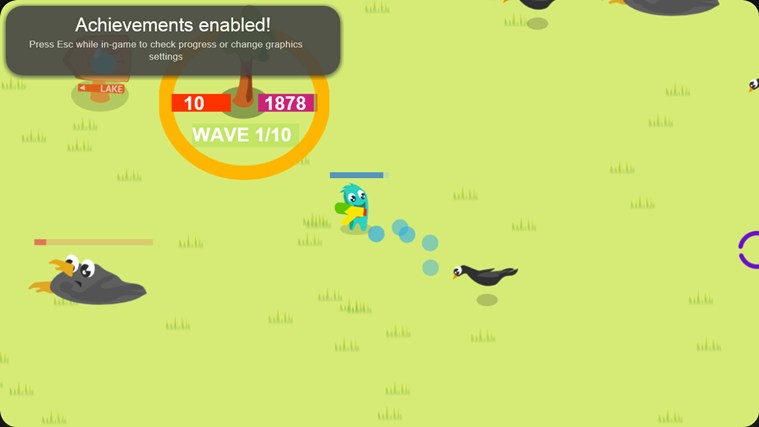 Achievements enabled!
Press Esc while in-game to check progress or change graphics
settings
LAKE
10 1878
WAVE 1/10